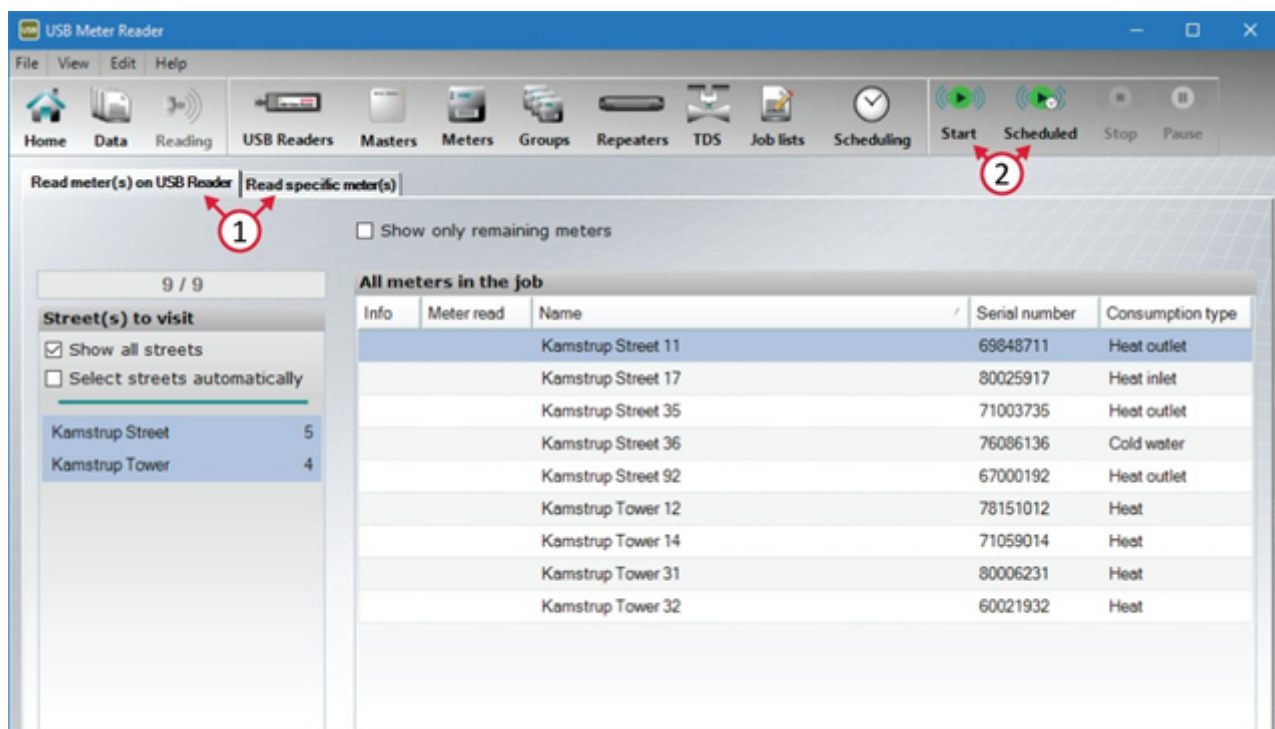 USB Meter Reader
File View Edit Help
Home Data Reading USB Readers Masters Meters Groups Repeaters TDS Job lists Scheduling Start Scheduled Stop Pause
Read meter(s) on USB Reader Read specific meter(s)
1
2
Show only remaining meters
9 / 9
Street(s) to visit
Show all streets
Select streets automatically
Kamstrup Street 5
Kamstrup Tower 4
All meters in the job
Info Meter read Name Serial number Consumption type
Kamstrup Street 11 69848711 Heat outlet
Kamstrup Street 17 80025917 Heat inlet
Kamstrup Street 35 71003735 Heat outlet
Kamstrup Street 36 76086136 Cold water
Kamstrup Street 92 67000192 Heat outlet
Kamstrup Tower 12 78151012 Heat
Kamstrup Tower 14 71059014 Heat
Kamstrup Tower 31 80006231 Heat
Kamstrup Tower 32 60021932 Heat